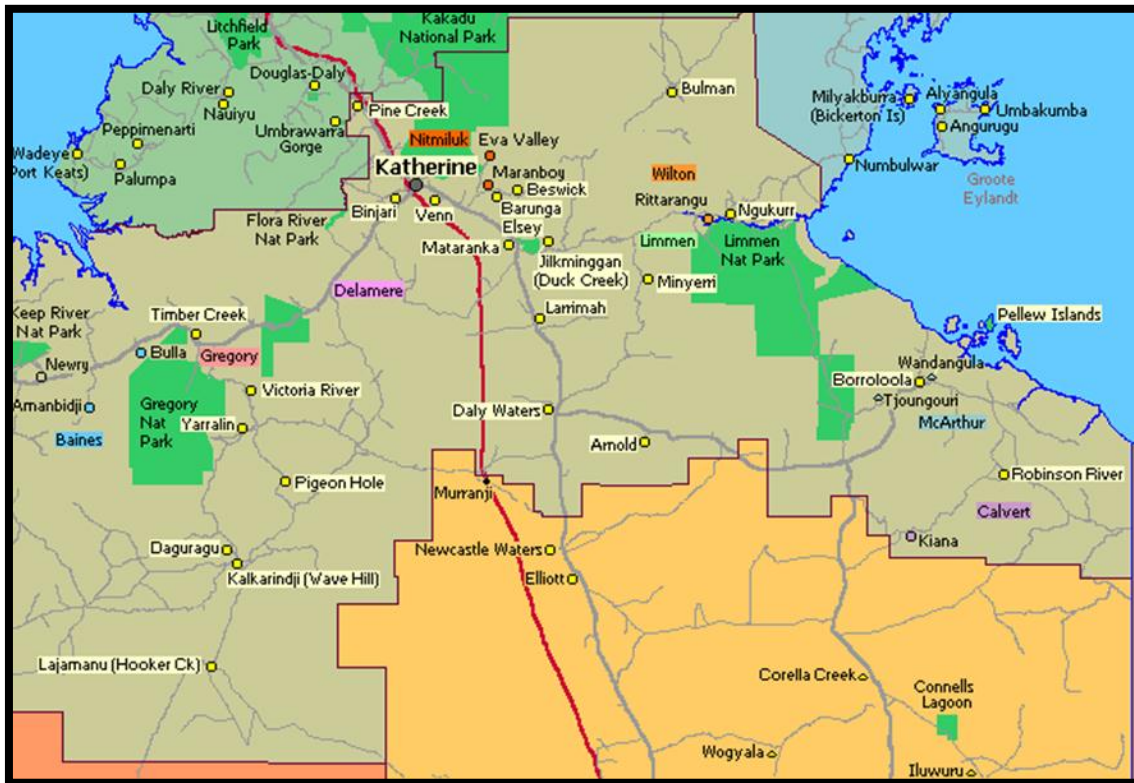 Litchfield
Park
Kakadu
National Park
Douglas-Daly
Daly River
Nauiyu
Pine Creek
Bulman
Milyakburra
(Bickerton Is)
Alyangula
Umbakumba
Angurugu
Peppimenarti
Umbrawarra
Gorge
Nitmiluk
Eva Valley
Wadeye
Port Keats)
Palumpa
Katherine
Maranboy
Beswick
Wilton
Numbulwar
Groote
Eylandt
Binjari
Venn
Barunga
Rittarangu
Ngukurr
Flora River
Nat Park
Elsey
Mataranka
Jilkminggan
(Duck Creek)
Limmen
Limmen
Nat Park
Minyerri
Delamere
Keep River
Nat Park
Timber Creek
Larrimah
Pellew Islands
Bulla
Gregory
Newry
Wandangula
Borroloola
Victoria River
Tjoungouri
Amanbidji
Gregory
Nat
Park
Daly Waters
McArthur
Baines
Yarralin
Arnold
Pigeon Hole
Murranji
Robinson River
Calvert
Kiana
Daguragu
Newcastle Waters
Kalkarindji (Wave Hill)
Elliott
Lajamanu (Hooker Ck)
Corella Creek
Connells
Lagoon
Wogyala
Iluwuru